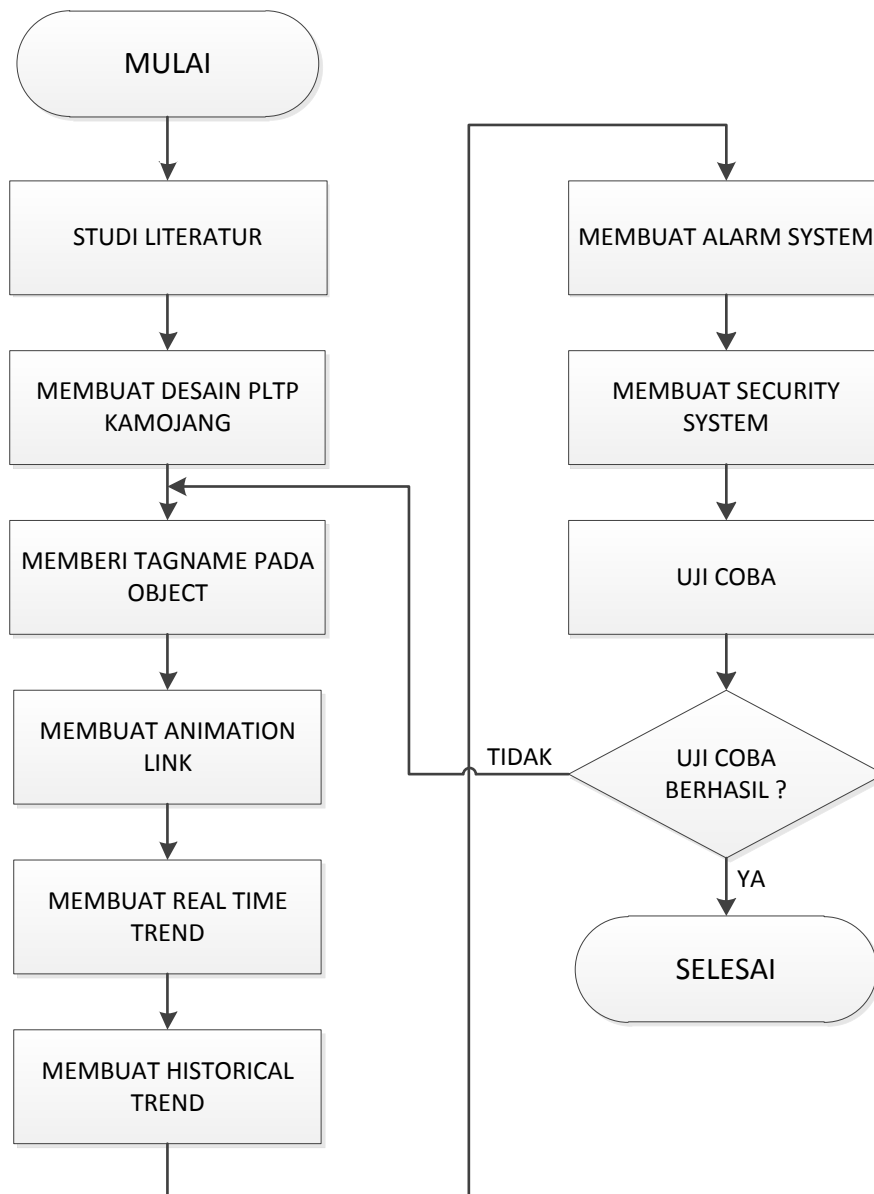 MULAI
STUDI LITERATUR
MEMBUAT DESAIN PLTP
KAMOJANG
MEMBERI TAGNAME PADA
OBJECT
MEMBUAT ANIMATION
LINK
MEMBUAT REAL TIME
TREND
MEMBUAT HISTORICAL
TREND
MEMBUAT ALARM SYSTEM
MEMBUAT SECURITY
SYSTEM
UJI COBA
UJI COBA
BERHASIL ?
TIDAK
YA
SELESAI